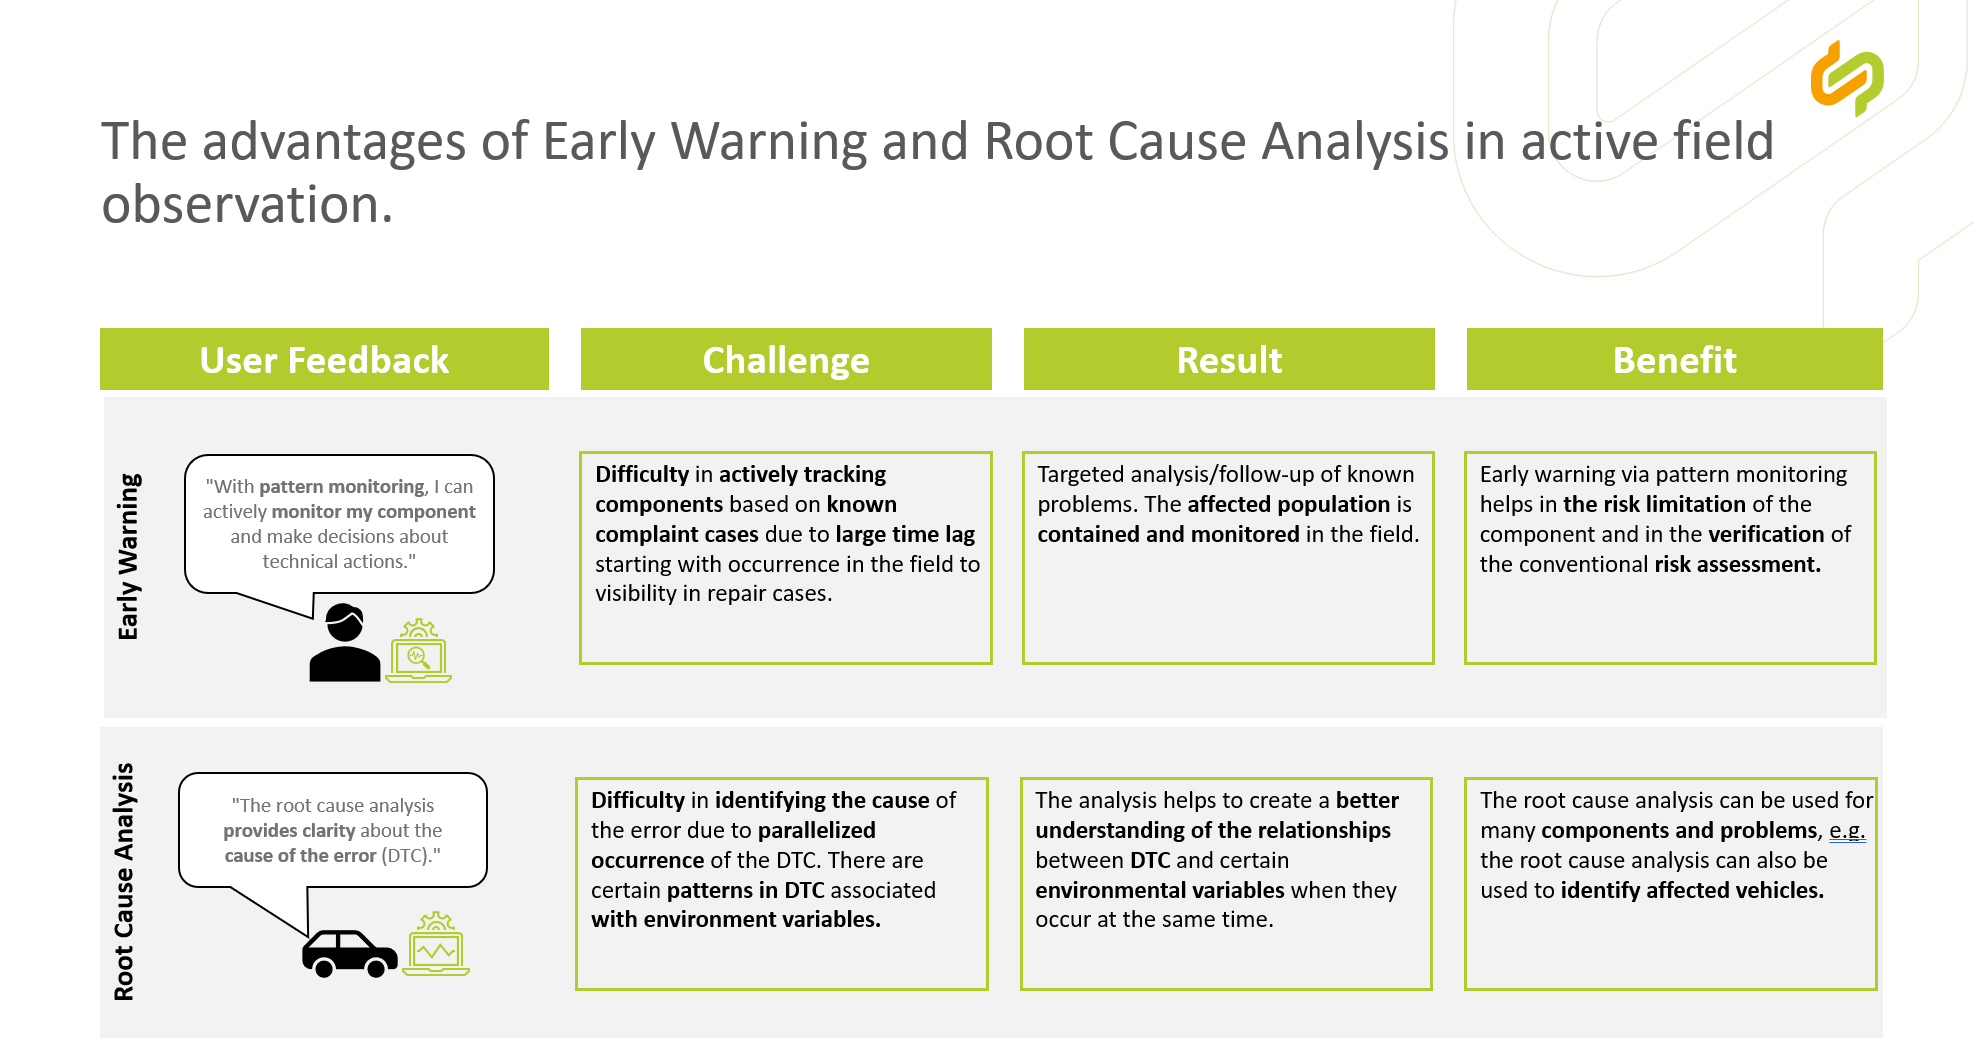 The advantages of Early Warning and Root Cause Analysis in active field
observation.
User Feedback
Challenge
Result
Benefit
Early Warning
"With pattern monitoring, I can
actively monitor my component
and make decisions about
technical actions."
Difficulty in actively tracking
components based on known
complaint cases due to large time lag
starting with occurrence in the field to
visibility in repair cases.
Targeted analysis/follow-up of known
problems. The affected population is
contained and monitored in the field.
Early warning via pattern monitoring
helps in the risk limitation of the
component and in the verification of
the conventional risk assessment.
Root Cause Analysis
"The root cause analysis
provides clarity about the
cause of the error (DTC)."
Difficulty in identifying the cause of
the error due to parallelized
occurrence of the DTC. There are
certain patterns in DTC associated
with environment variables.
The analysis helps to create a better
understanding of the relationships
between DTC and certain
environmental variables when they
occur at the same time.
The root cause analysis can be used for
many components and problems, e.g.
the root cause analysis can also be
used to identify affected vehicles.